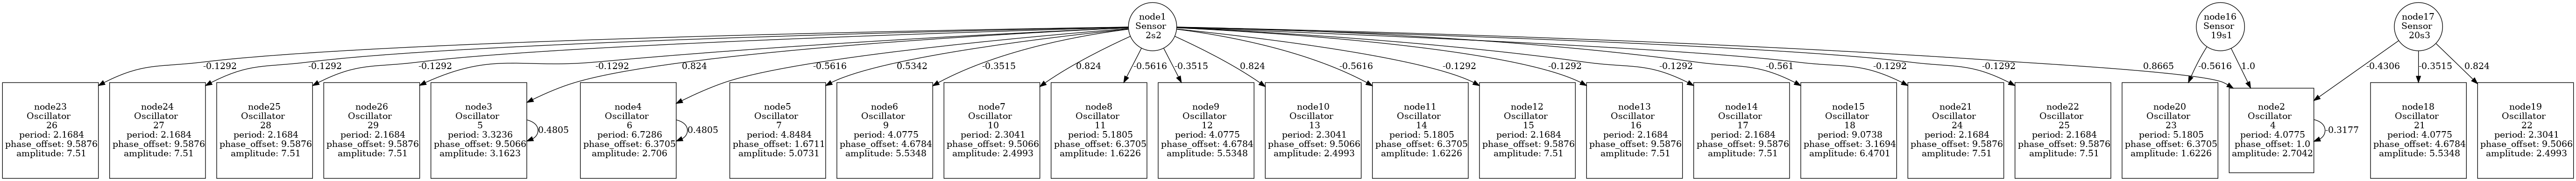 node1
Sensor
2s2
node16
Sensor
19s1
node17
Sensor
20s3
-0.1292
-0.1292
-0.1292
-0.1292
0.824
-0.5616
0.5342
-0.3515
0.824
-0.5616
-0.3515
0.824
-0.5616
-0.1292
-0.1292
-0.1292
-0.561
-0.1292
-0.1292
0.8665
-0.5616
1.0
-0.4306
-0.3515
0.824
node23
Oscillator
26
period: 2.1684
phase_offset: 9.5876
amplitude: 7.51
node24
Oscillator
27
period: 2.1684
phase_offset: 9.5876
amplitude: 7.51
node25
Oscillator
28
period: 2.1684
phase_offset: 9.5876
amplitude: 7.51
node26
Oscillator
29
period: 2.1684
phase_offset: 9.5876
amplitude: 7.51
node3
Oscillator
5
period: 3.3236
phase_offset: 9.5066
amplitude: 3.1623
0.4805
node4
Oscillator
6
period: 6.7286
phase_offset: 6.3705
amplitude: 2.706
0.4805
node5
Oscillator
7
period: 4.8484
phase_offset: 1.6711
amplitude: 5.0731
node6
Oscillator
9
period: 4.0775
phase_offset: 4.6784
amplitude: 5.5348
node7
Oscillator
10
period: 2.3041
phase_offset: 9.5066
amplitude: 2.4993
node8
Oscillator
11
period: 5.1805
phase_offset: 6.3705
amplitude: 1.6226
node9
Oscillator
12
period: 4.0775
phase_offset: 4.6784
amplitude: 5.5348
node10
Oscillator
13
period: 2.3041
phase_offset: 9.5066
amplitude: 2.4993
node11
Oscillator
14
period: 5.1805
phase_offset: 6.3705
amplitude: 1.6226
node12
Oscillator
15
period: 2.1684
phase_offset: 9.5876
amplitude: 7.51
node13
Oscillator
16
period: 2.1684
phase_offset: 9.5876
amplitude: 7.51
node14
Oscillator
17
period: 2.1684
phase_offset: 9.5876
amplitude: 7.51
node15
Oscillator
18
period: 9.0738
phase_offset: 3.1694
amplitude: 6.4701
node21
Oscillator
24
period: 2.1684
phase_offset: 9.5876
amplitude: 7.51
node22
Oscillator
25
period: 2.1684
phase_offset: 9.5876
amplitude: 7.51
node20
Oscillator
23
period: 5.1805
phase_offset: 6.3705
amplitude: 1.6226
node2
Oscillator
4
period: 4.0775
phase_offset: 1.0
amplitude: 2.7042
-0.3177
node18
Oscillator
21
period: 4.0775
phase_offset: 4.6784
amplitude: 5.5348
node19
Oscillator
22
period: 2.3041
phase_offset: 9.5066
amplitude: 2.4993